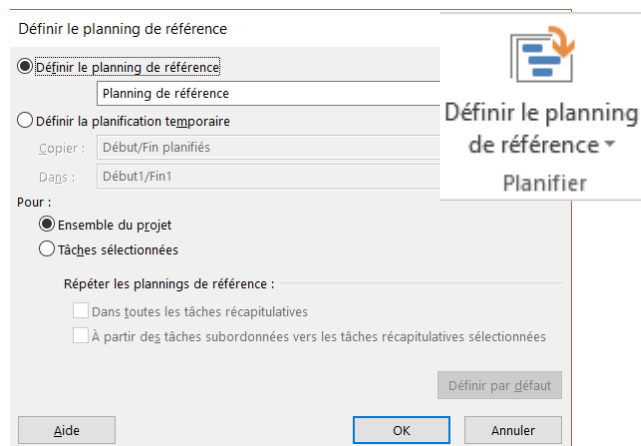 Définir le planning de référence
Définir le planning de référence
Planning de référence
Définir la planification temporaire
Copier : Début/Fin planifiés
Dans : Début1/Fin1
Pour :
Ensemble du projet
Tâches sélectionnées
Répéter les plannings de référence :
Dans toutes les tâches récapitulatives
À partir des tâches subordonnées vers les tâches récapitulatives sélectionnées
Définir par défaut
Aide OK Annuler
Définir le planning
de référence
Planifier